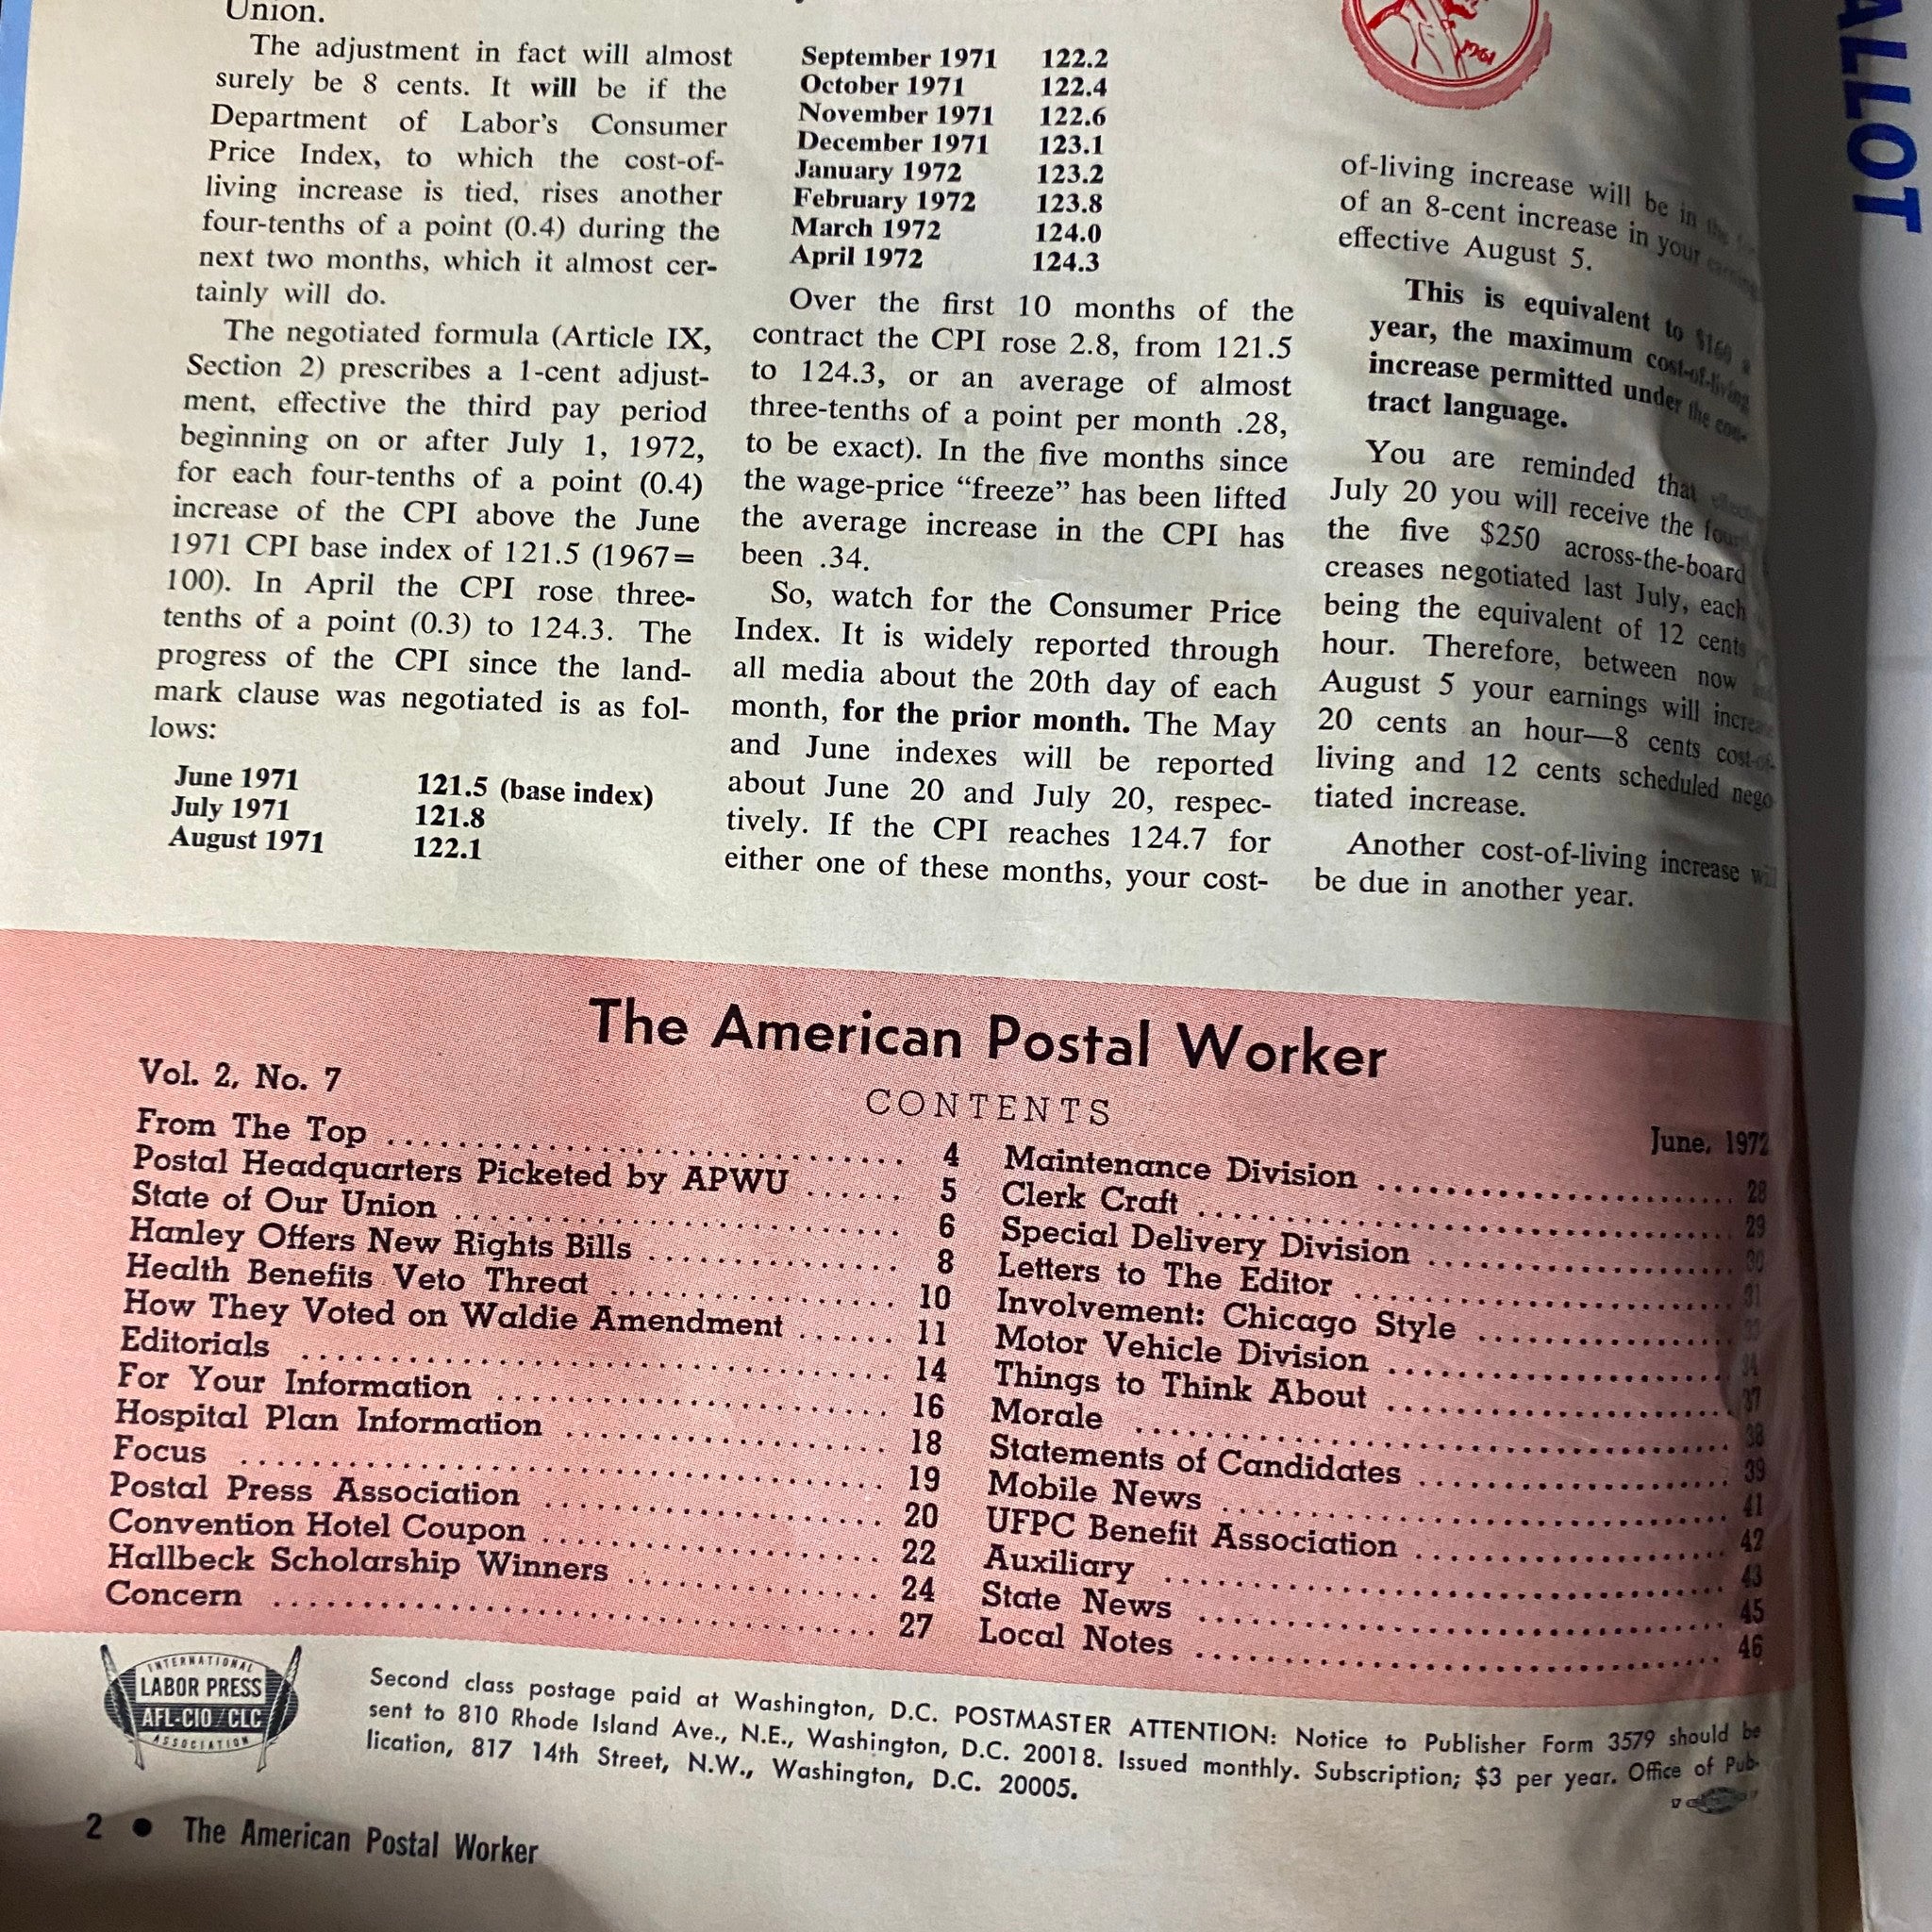 Union.
The adjustment in fact will almost
surely be 8 cents. It will be if the
Department of Labor's Consumer
Price Index, to which the cost-of-
living increase is tied, rises another
four-tenths of a point (0.4) during the
next two months, which it almost cer-
tainly will do.
The negotiated formula (Article IX,
Section 2) prescribes a 1-cent adjust-
ment, effective the third pay period
beginning on or after July 1, 1972,
for each four-tenths of a point (0.4)
increase of the CPI above the June
1971 CPI base index of 121.5 (1967=
100). In April the CPI rose three-
tenths of a point (0.3) to 124.3. The
progress of the CPI since the land-
mark clause was negotiated is as fol-
lows:
June 1971 121.5 (base index)
July 1971 121.8
August 1971 122.1
September 1971 122.2
October 1971 122.4
November 1971 122.6
December 1971 123.1
January 1972 123.2
February 1972 123.8
March 1972 124.0
April 1972 124.3
Over the first 10 months of the
contract the CPI rose 2.8, from 121.5
to 124.3, or an average of almost
three-tenths of a point per month .28,
to be exact). In the five months since
the wage-price "freeze" has been lifted
the average increase in the CPI has
been .34.
So, watch for the Consumer Price
Index. It is widely reported through
all media about the 20th day of each
month, for the prior month. The May
and June indexes will be reported
about June 20 and July 20, respec-
tively. If the CPI reaches 124.7 for
either one of these months, your cost-
1961
of-living increase will be in the
of an 8-cent increase in your
effective August 5.
This is equivalent to $160 a
year, the maximum cost-of-living
increase permitted under the con-
tract language.
You are reminded that
July 20 you will receive the
the five $250 across-the-board
creases negotiated last July, each
being the equivalent of 12 cents
hour. Therefore, between now
August 5 your earnings will increase
20 cents an hour—8 cents cost-of-
living and 12 cents scheduled nego
tiated increase.
Another cost-of-living increase will
be due in another year.
ALLOT
The American Postal Worker
Vol. 2, No. 7
CONTENTS
June, 1972
From The Top 4
Postal Headquarters Picketed by APWU 5
State of Our Union 6
Hanley Offers New Rights Bills 8
Health Benefits Veto Threat 10
How They Voted on Waldie Amendment 11
Editorials 14
For Your Information 16
Hospital Plan Information 18
Focus 19
Postal Press Association 20
Convention Hotel Coupon 22
Hallbeck Scholarship Winners 24
Concern 27
Maintenance Division 28
Clerk Craft 29
Special Delivery Division 30
Letters to The Editor 31
Involvement: Chicago Style
Motor Vehicle Division 34
Things to Think About 37
Morale 38
Statements of Candidates 39
Mobile News 41
UFPC Benefit Association 42
Auxiliary 43
State News 45
Local Notes 46
INTERNATIONAL
LABOR PRESS
AFL-CIO CLC
ASSOCIATION
Second class postage paid at Washington, D.C. POSTMASTER ATTENTION: Notice to Publisher Form 3579 should be
sent to 810 Rhode Island Ave., N.E., Washington, D.C. 20018. Issued monthly. Subscription; $3 per year. Office of Pub-
lication, 817 14th Street, N.W., Washington, D.C. 20005.
2 ● The American Postal Worker